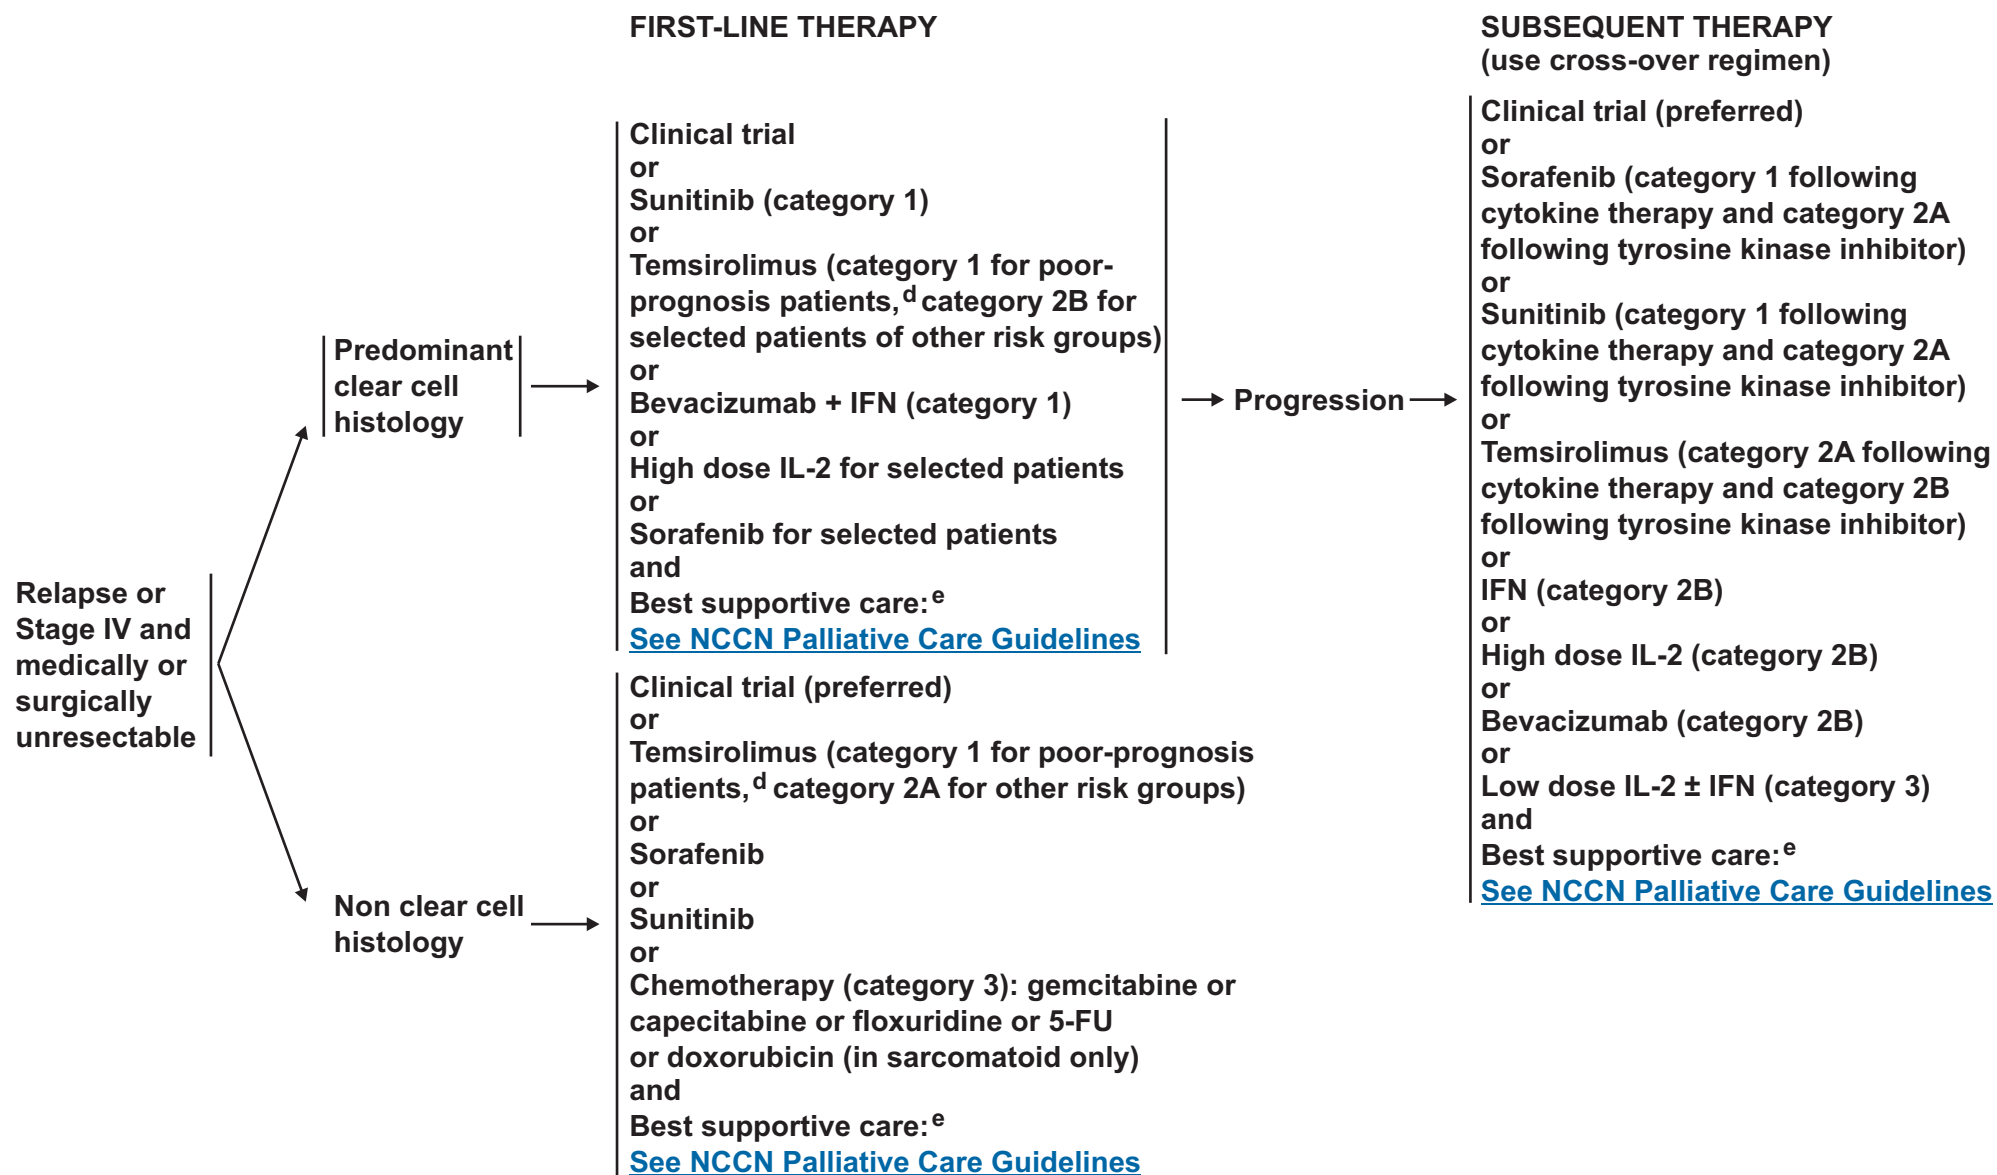 FIRST-LINE THERAPY
SUBSEQUENT THERAPY
(use cross-over regimen)
Relapse or
Stage IV and
medically or
surgically
unresectable
Predominant
clear cell
histology
Clinical trial
or
Sunitinib (category 1)
or
Temsirolimus (category 1 for poor-
prognosis patients,d category 2B for
selected patients of other risk groups)
or
Bevacizumab + IFN (category 1)
or
High dose IL-2 for selected patients
or
Sorafenib for selected patients
and
Best supportive care:e
See NCCN Palliative Care Guidelines
Progression
Clinical trial (preferred)
or
Sorafenib (category 1 following
cytokine therapy and category 2A
following tyrosine kinase inhibitor)
or
Sunitinib (category 1 following
cytokine therapy and category 2A
following tyrosine kinase inhibitor)
or
Temsirolimus (category 2A following
cytokine therapy and category 2B
following tyrosine kinase inhibitor)
or
IFN (category 2B)
or
High dose IL-2 (category 2B)
or
Bevacizumab (category 2B)
or
Low dose IL-2 ± IFN (category 3)
and
Best supportive care:e
See NCCN Palliative Care Guidelines
Non clear cell
histology
Clinical trial (preferred)
or
Temsirolimus (category 1 for poor-prognosis
patients,d category 2A for other risk groups)
or
Sorafenib
or
Sunitinib
or
Chemotherapy (category 3): gemcitabine or
capecitabine or floxuridine or 5-FU
or doxorubicin (in sarcomatoid only)
and
Best supportive care:e
See NCCN Palliative Care Guidelines